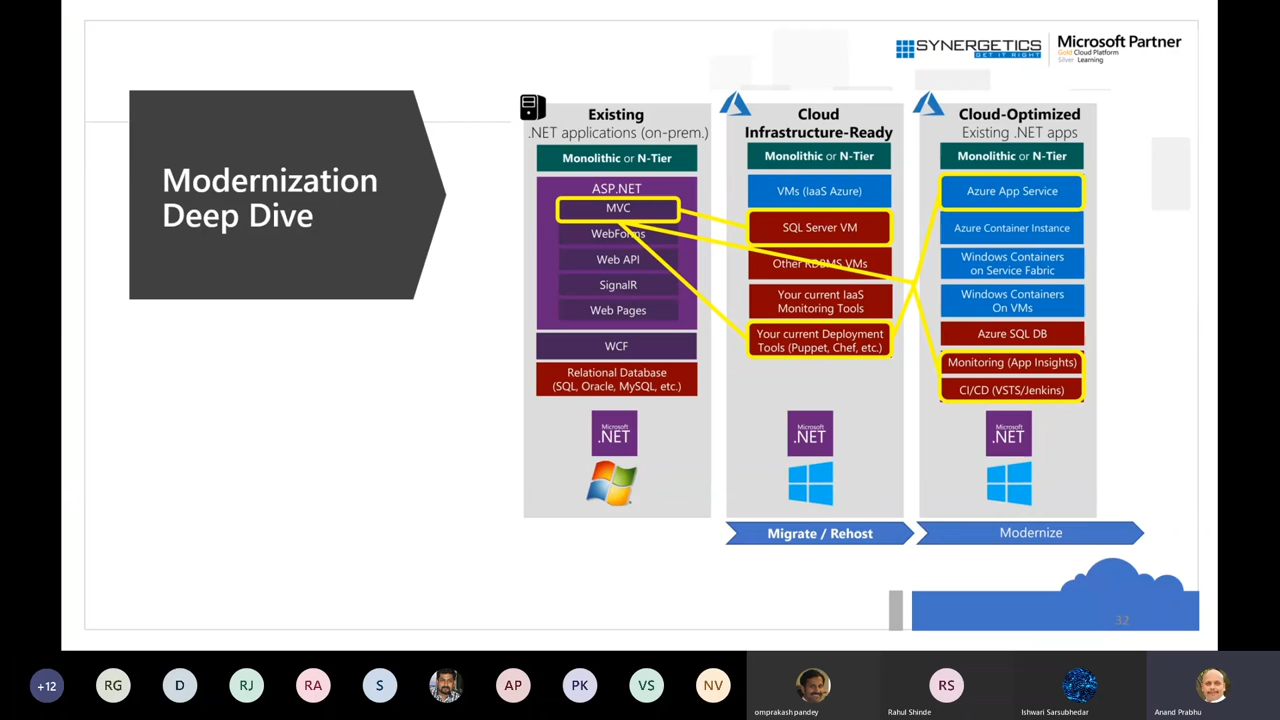 SYNERGETICS
GET IT RIGHT
Microsoft Partner
Gold Cloud Platform
Silver Learning
Modernization
Deep Dive
Existing
.NET applications (on-prem.)
Monolithic or N-Tier
ASP.NET
MVC
WebForms
Web API
SignalR
Web Pages
WCF
Relational Database
(SQL, Oracle, MySQL, etc.)
Microsoft
.NET
Cloud
Infrastructure-Ready
Monolithic or N-Tier
VMs (IaaS Azure)
SQL Server VM
Other RDBMS VMs
Your current IaaS
Monitoring Tools
Your current Deployment
Tools (Puppet, Chef, etc.)
Microsoft
.NET
Migrate / Rehost
Cloud-Optimized
Existing .NET apps
Monolithic or N-Tier
Azure App Service
Azure Container Instance
Windows Containers
on Service Fabric
Windows Containers
On VMs
Azure SQL DB
Monitoring (App Insights)
CI/CD (VSTS/Jenkins)
Microsoft
.NET
Modernize
32
+12
RG
D
RJ
RA
S
AP
PK
VS
NV
omprakash pandey
RS
Rahul Shinde
Ishwari Sarsubhedar
Anand Prabhu